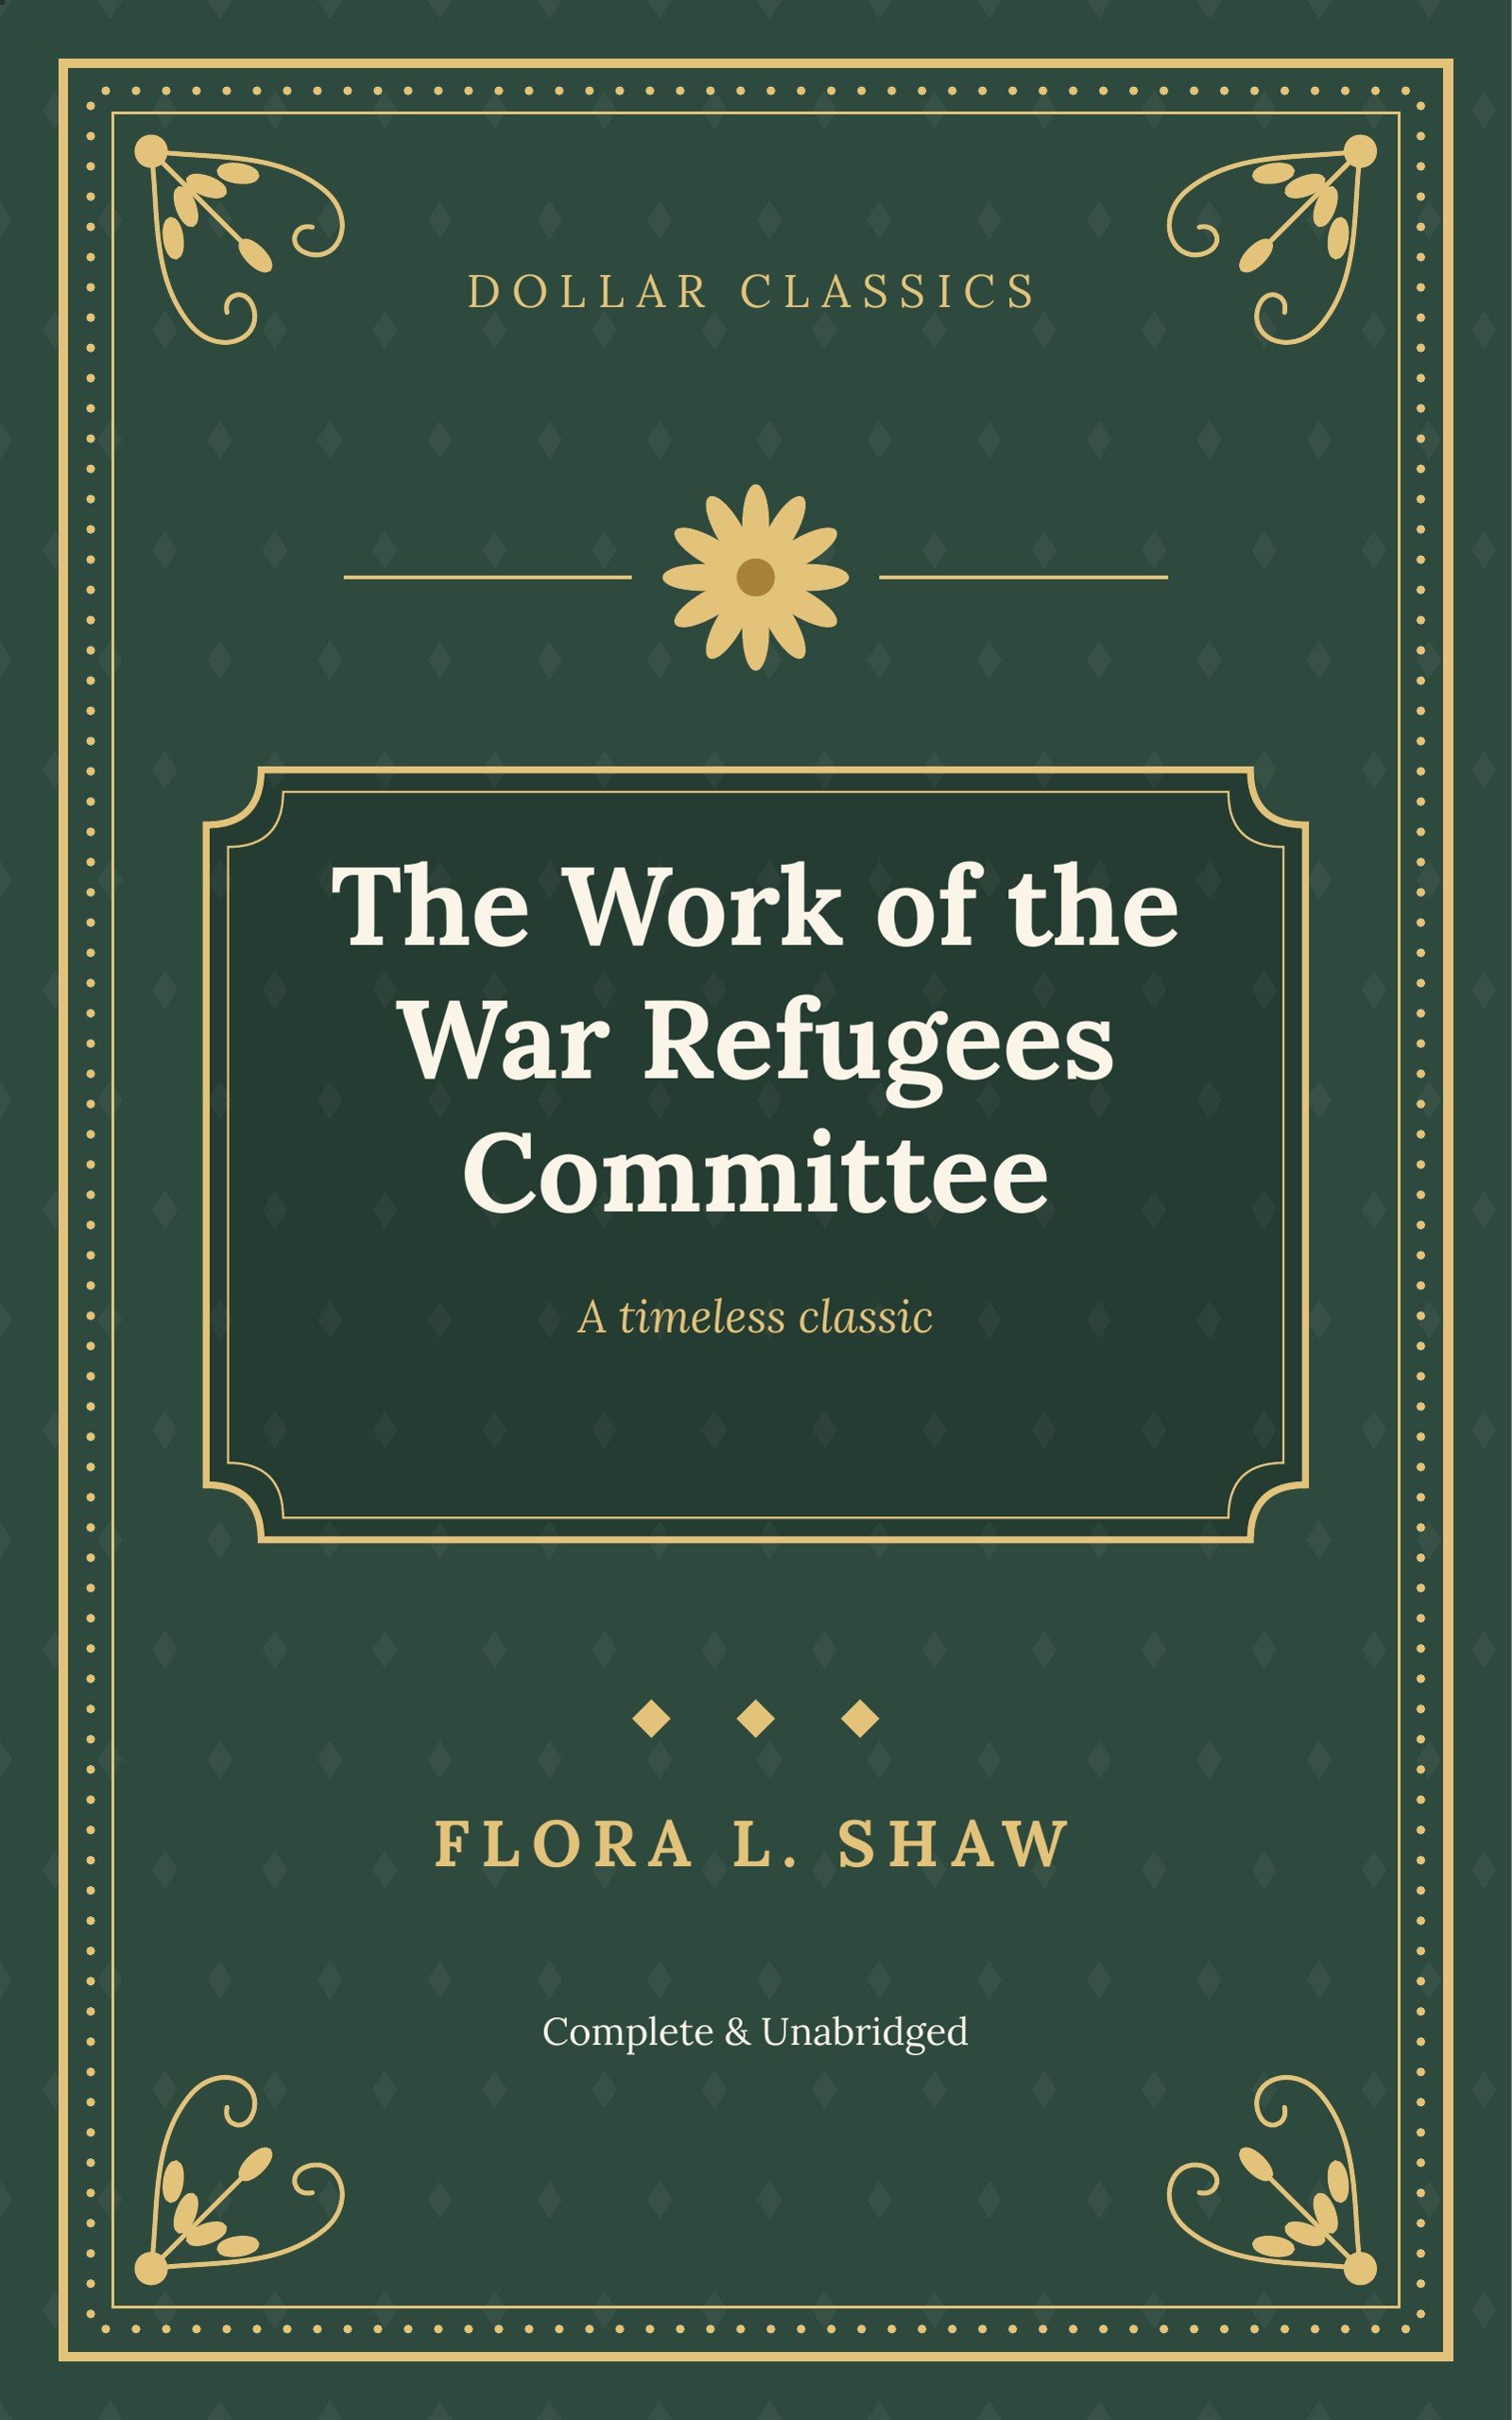 DOLLAR CLASSICS
The Work of the
War Refugees
Committee
A timeless classic
FLORA L. SHAW
Complete & Unabridged